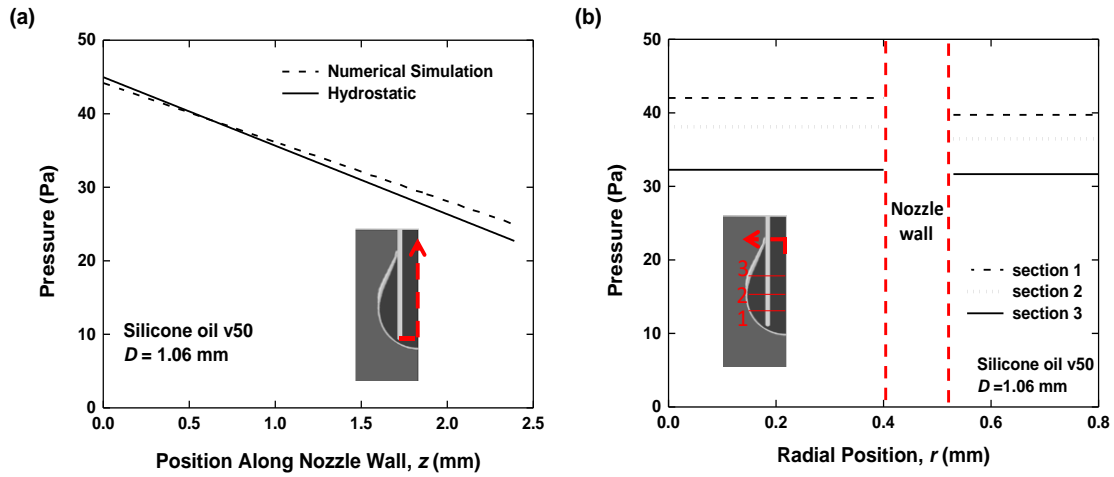 (a)
50
40
30
20
10
0
Pressure (Pa)
Numerical Simulation
Hydrostatic
Silicone oil v50
D = 1.06 mm
0.0 0.5 1.0 1.5 2.0 2.5
Position Along Nozzle Wall, z (mm)
(b)
50
40
30
20
10
0
Pressure (Pa)
Nozzle
wall
3
2
1
section 1
section 2
section 3
Silicone oil v50
D =1.06 mm
0.0 0.2 0.4 0.6 0.8
Radial Position, r (mm)